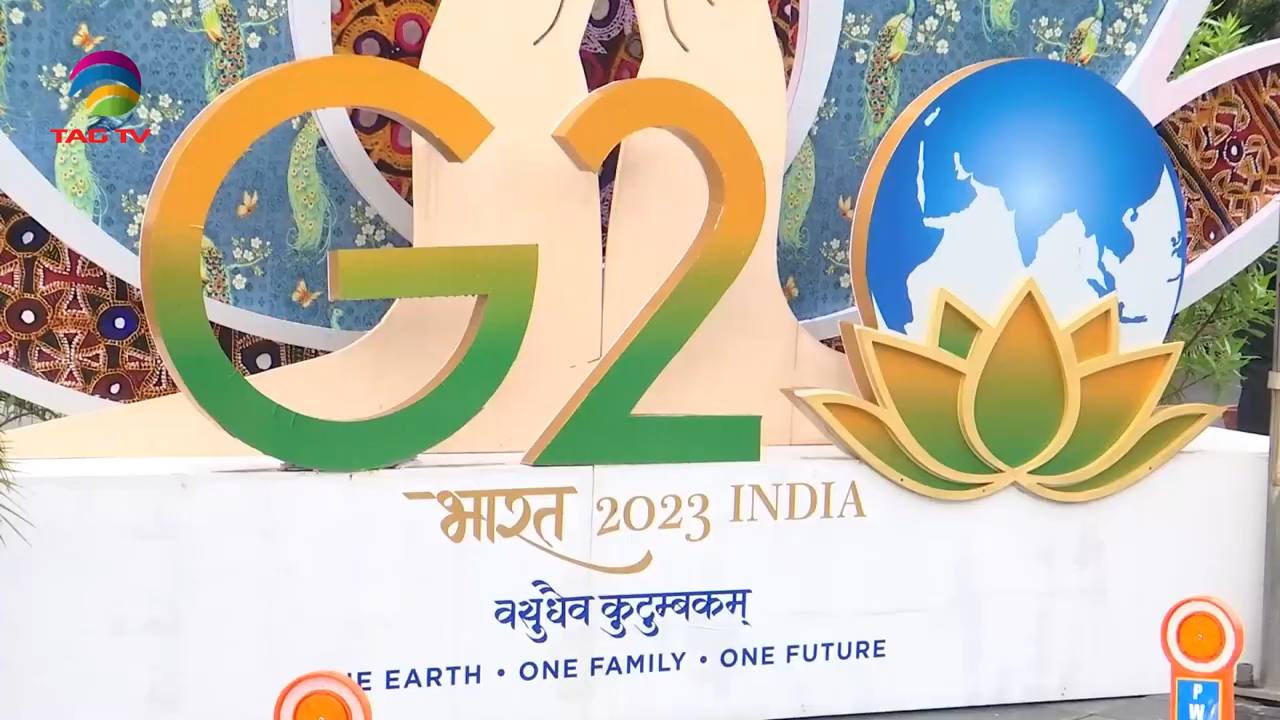 TAG TV
G20
भारत 2023 INDIA
वसुधैव कुटुम्बकम्
EARTH • ONE FAMILY • ONE FUTURE
P
W